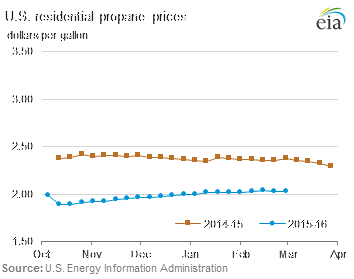 U.S. residential propane prices
dollars per gallon
eia
3.50
3.00
2.50
2.00
1.50
Oct Nov Dec Jan Feb Mar Apr
2014-15 2015-16
Source: U.S. Energy Information Administration